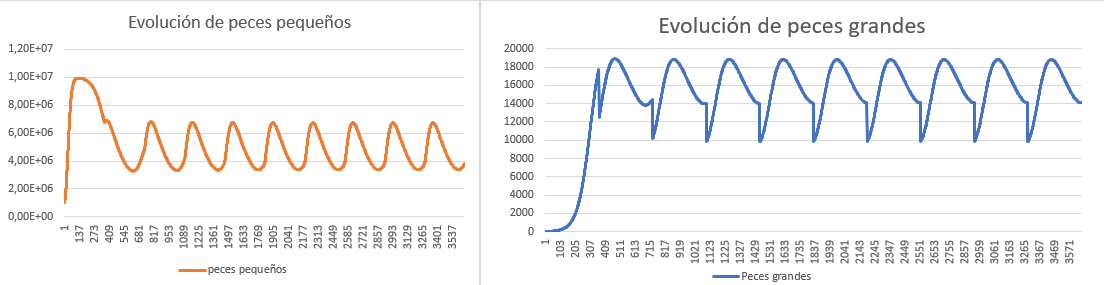 Evolución de peces pequeños
1,20E+07
1,00E+07
8,00E+06
6,00E+06
4,00E+06
2,00E+06
0,00E+00
1 137 273 409 545 681 817 953 1089 1225 1361 1497 1633 1769 1905 2041 2177 2313 2449 2585 2721 2857 2993 3129 3265 3401 3537
peces pequeños
Evolución de peces grandes
20000
18000
16000
14000
12000
10000
8000
6000
4000
2000
0
1 103 205 307 409 511 613 715 817 919 1021 1123 1225 1327 1429 1531 1633 1735 1837 1939 2041 2143 2245 2347 2449 2551 2653 2755 2857 2959 3061 3163 3265 3367 3469 3571
Peces grandes